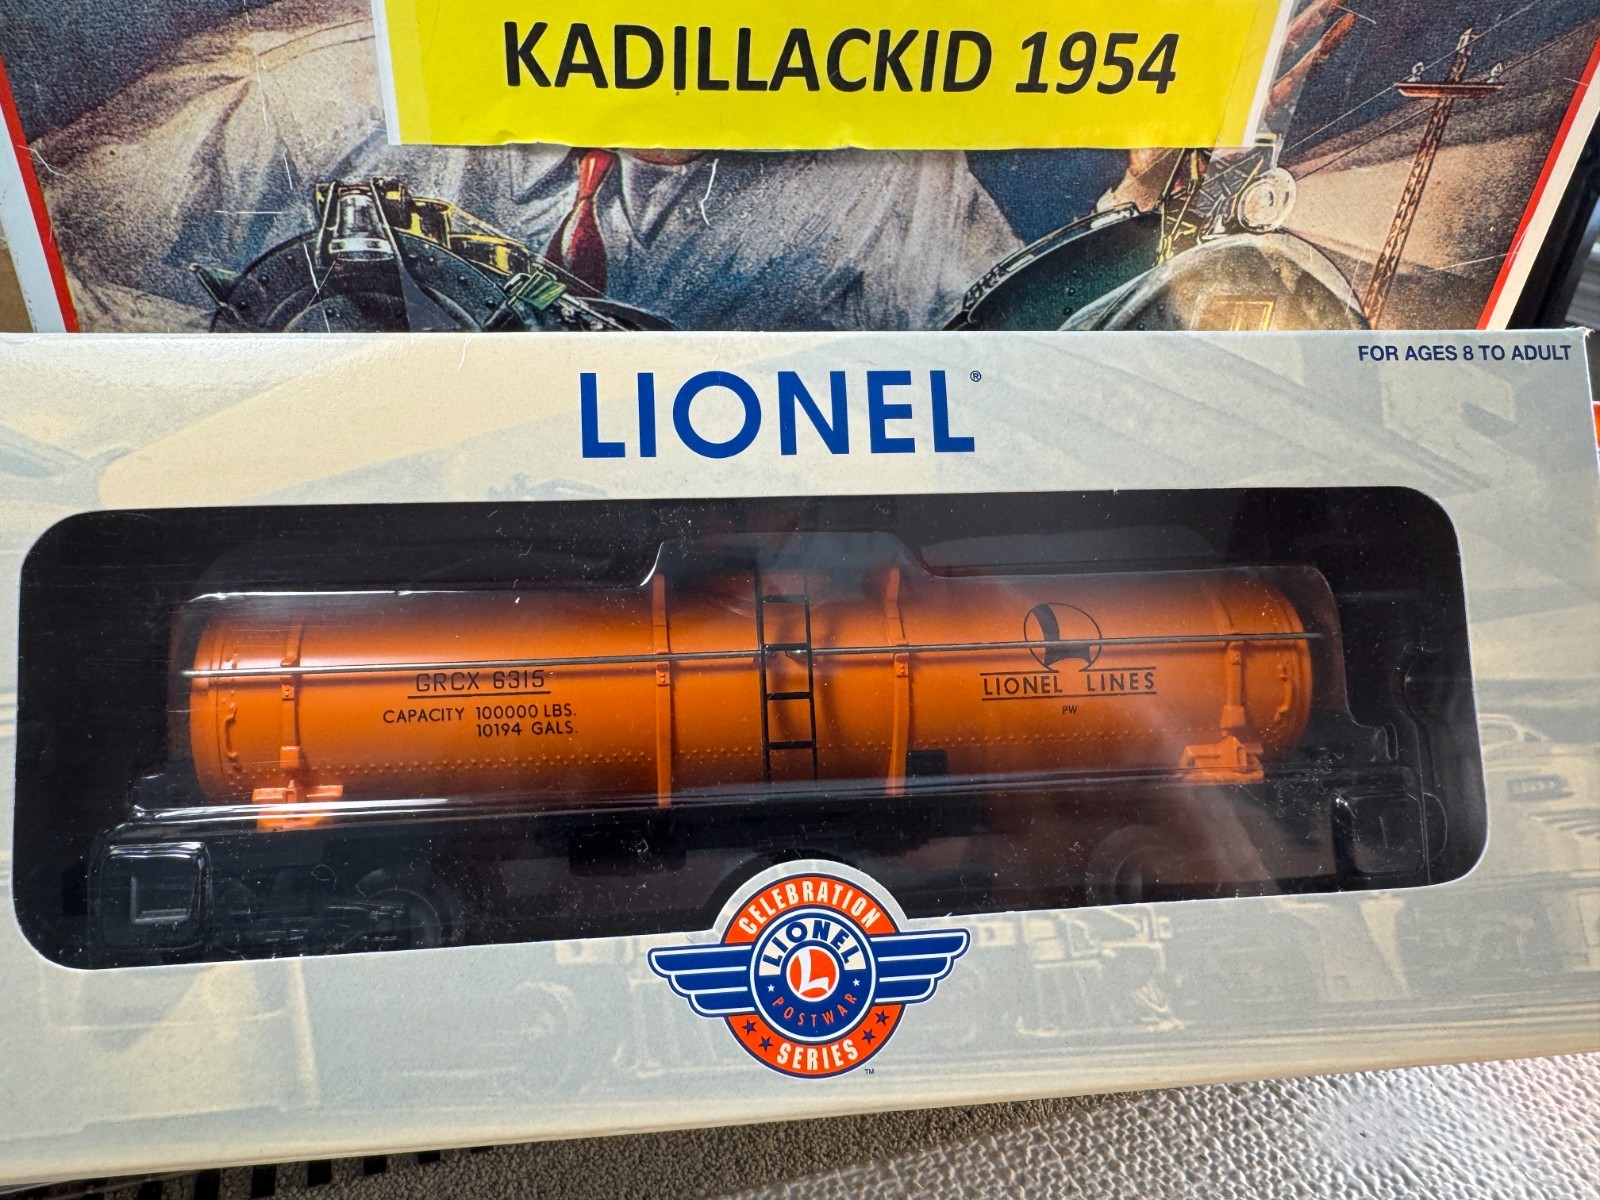 KADILLACKID 1954
FOR AGES 8 TO ADULT
LIONEL®
GRCX 6315
CAPACITY 100000 LBS.
10194 GALS.
LIONEL LINES
PW
CELEBRATION
LIONEL
L
POSTWAR
SERIES
TM